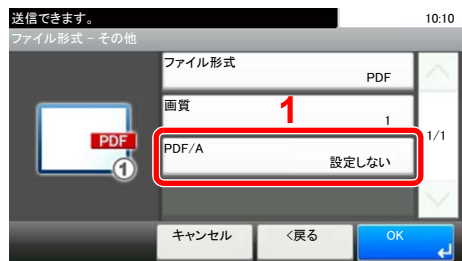 送信できます。 10:10
ファイル形式 - その他
ファイル形式
PDF
画質
1
1
1/1
PDF/A
設定しない
PDF
1
キャンセル <戻る OK